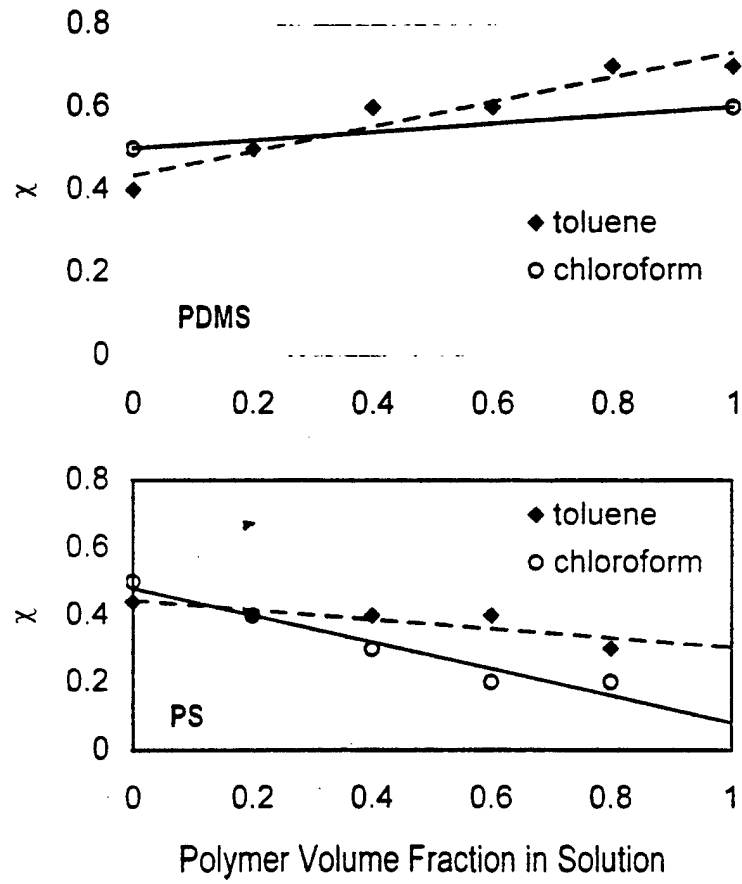 0.8
0.6
0.4
0.2
0
χ
◆ toluene
○ chloroform
PDMS
0 0.2 0.4 0.6 0.8 1
0.8
0.6
0.4
0.2
0
χ
◆ toluene
○ chloroform
PS
0 0.2 0.4 0.6 0.8 1
Polymer Volume Fraction in Solution